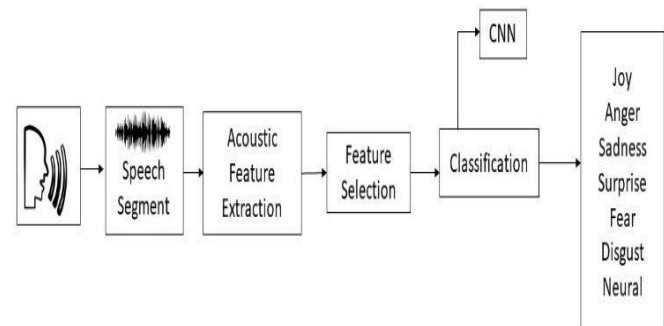 Speech
Segment
Acoustic
Feature
Extraction
Feature
Selection
Classification
CNN
Joy
Anger
Sadness
Surprise
Fear
Disgust
Neural